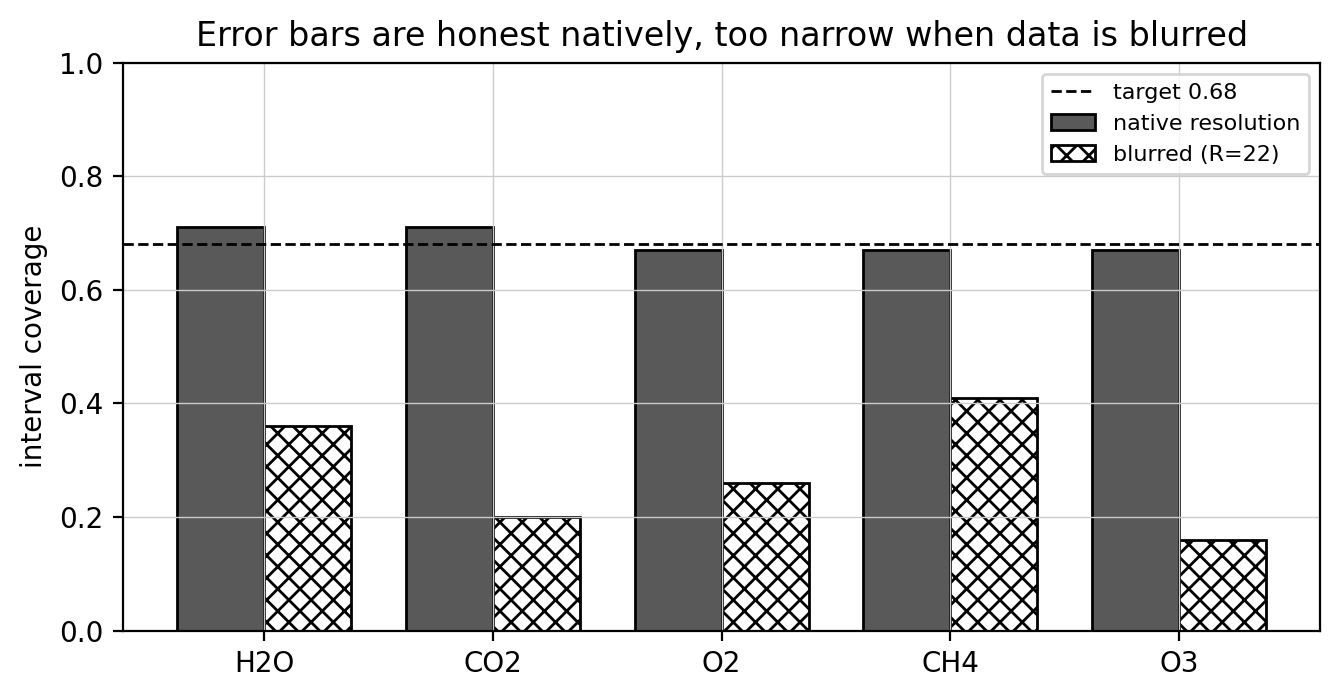 Error bars are honest natively, too narrow when data is blurred
1.0
0.8
0.6
0.4
0.2
0.0
interval coverage
target 0.68
native resolution
blurred (R=22)
H2O
CO2
O2
CH4
O3